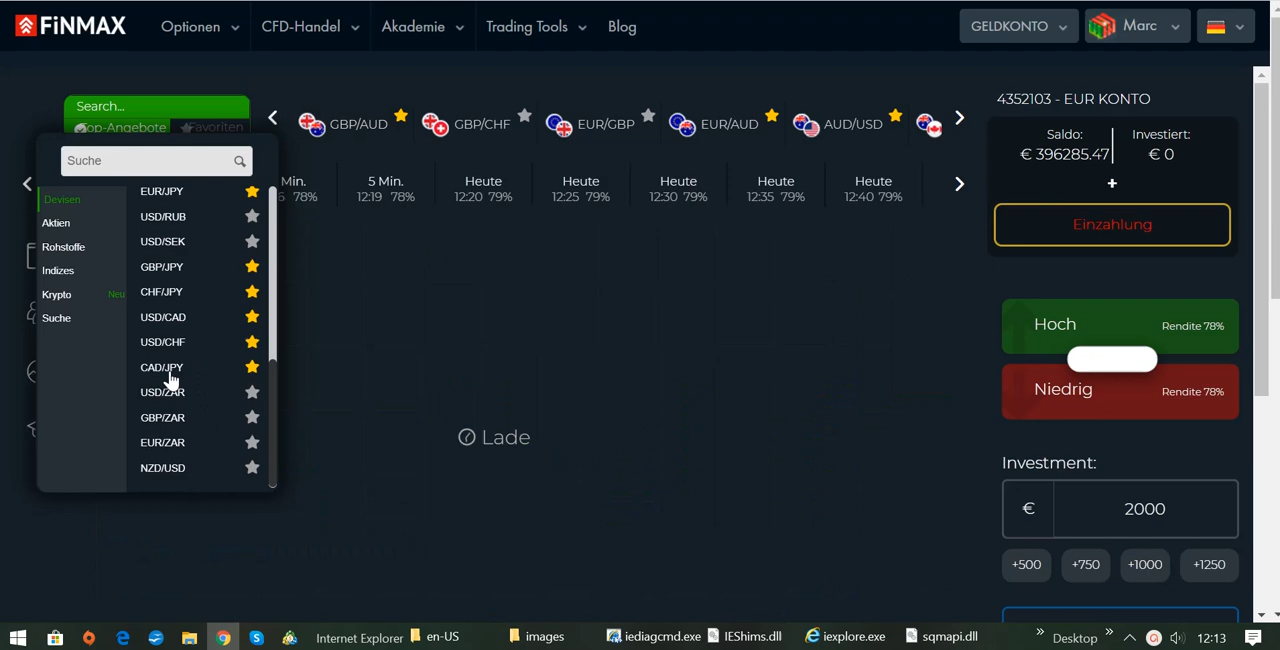 FiNMAX
Optionen
CFD-Handel
Akademie
Trading Tools
Blog
GELDKONTO
Marc
Search...
Top-Angebote
Favoriten
GBP/AUD
GBP/CHF
EUR/GBP
EUR/AUD
AUD/USD
Min.
78%
5 Min.
12:19 78%
Heute
12:20 79%
Heute
12:25 79%
Heute
12:30 79%
Heute
12:35 79%
Heute
12:40 79%
Suche
Devisen
Aktien
Rohstoffe
Indizes
Krypto Neu
Suche
EUR/JPY
USD/RUB
USD/SEK
GBP/JPY
CHF/JPY
USD/CAD
USD/CHF
CAD/JPY
USD/ZAR
GBP/ZAR
EUR/ZAR
NZD/USD
Lade
4352103 - EUR KONTO
Saldo:
€ 396285.47
Investiert:
€ 0
+
Einzahlung
Hoch
Rendite 78%
Niedrig
Rendite 78%
Investment:
€
2000
+500
+750
+1000
+1250
Internet Explorer
en-US
images
iediagcmd.exe
IEShims.dll
iexplore.exe
sqmapi.dll
Desktop
12:13